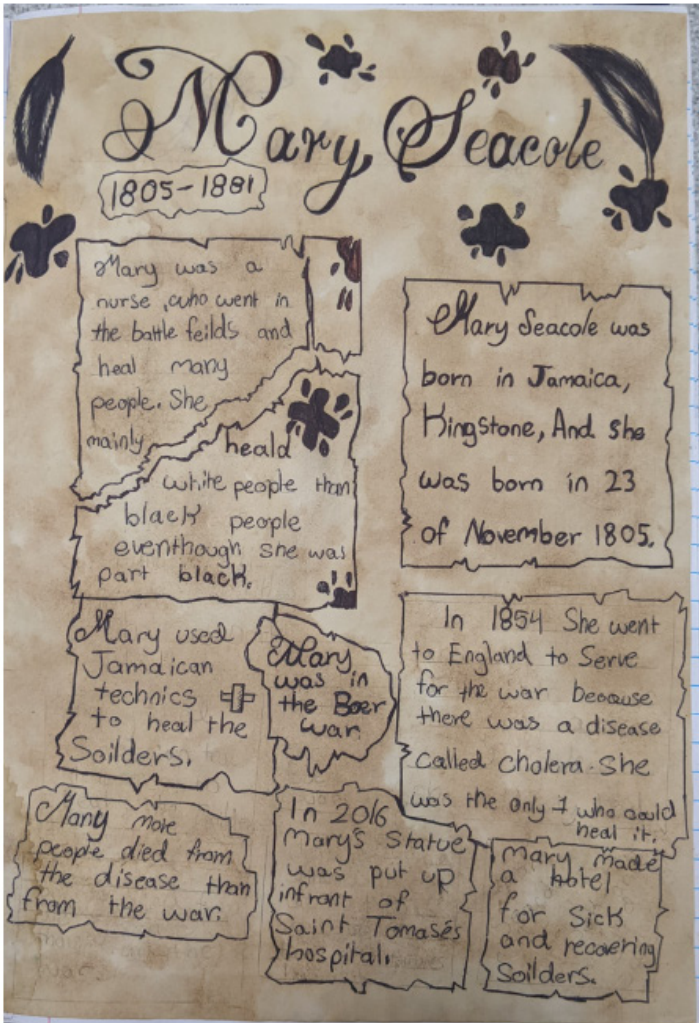 Mary Seacole
1805-1881
Mary was a
nurse, who went in
the battle feilds and
heal many
people. She
mainly
heald
white people than
black people
eventhough she was
part black.
Mary Seacole was
born in Jamaica,
Kingstone, And she
was born in 23
of November 1805.
Mary used
Jamaican
technics
to heal the
Soilders.
Mary
was in
the Boer
war
In 1854 She went
to England to Serve
for the war because
there was a disease
called cholera. She
was the only 1 who could
heal it.
Many more
people died from
the disease than
from the war.
In 2016
Mary's Statue
was put up
infrant of
Saint Tomasés
hospital.
Mary made
a hotel
for Sick
and recovering
Soilders.